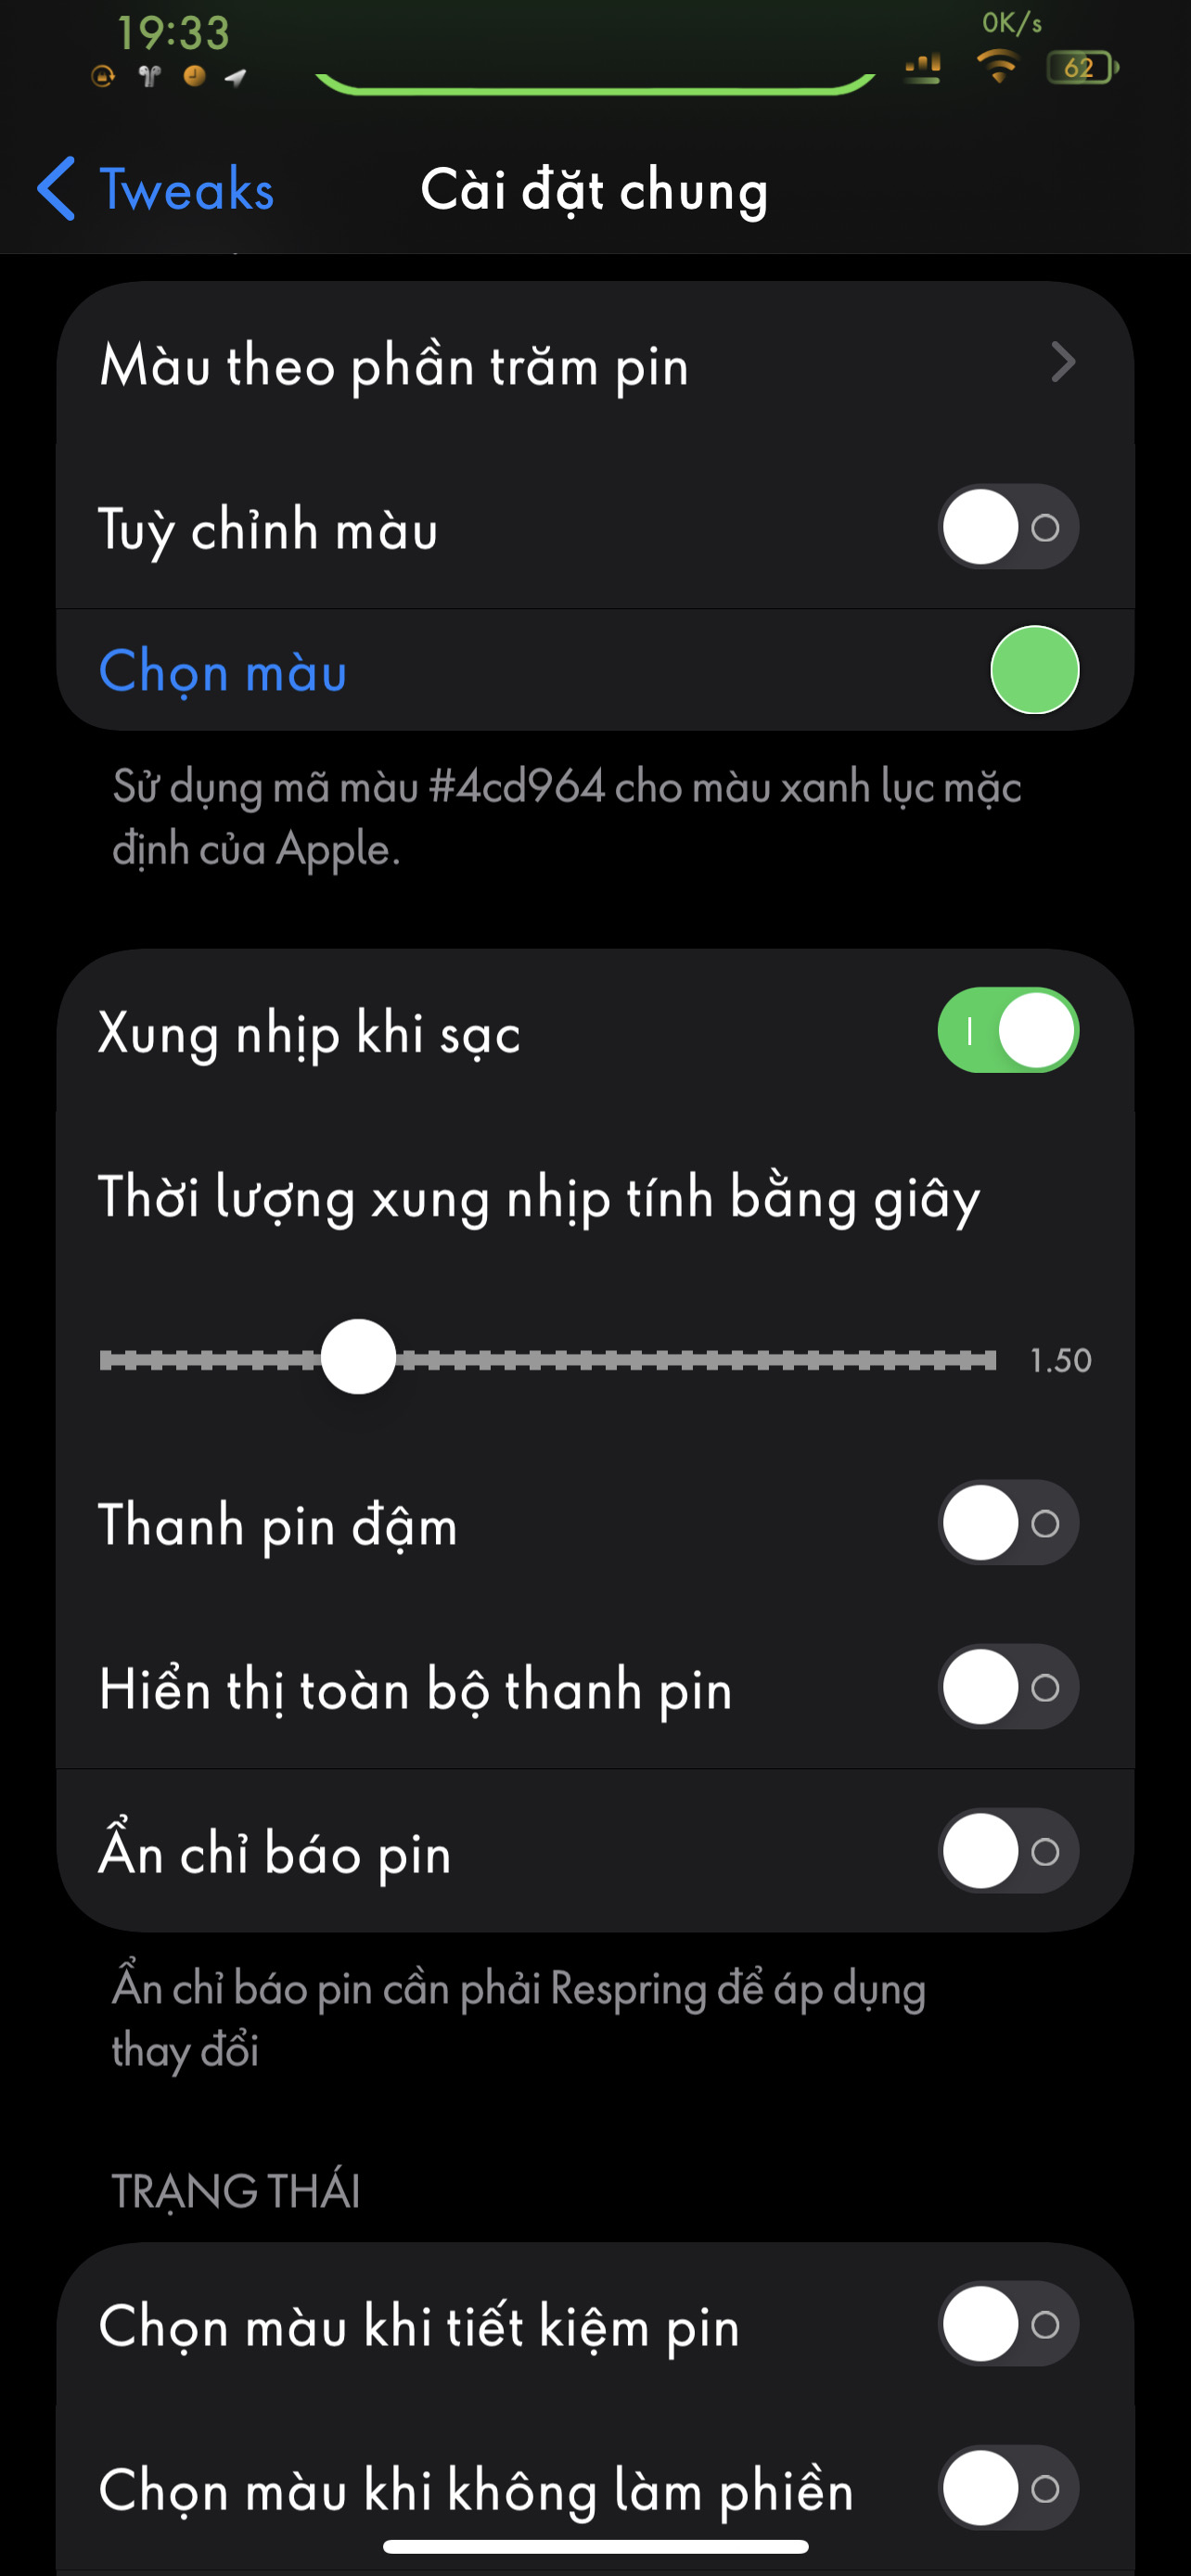 19:33
0K/s
62
Tweaks
Cài đặt chung
Màu theo phần trăm pin
Tuỳ chỉnh màu
Chọn màu
Sử dụng mã màu #4cd964 cho màu xanh lục mặc
định của Apple.
Xung nhịp khi sạc
Thời lượng xung nhịp tính bằng giây
1.50
Thanh pin đậm
Hiển thị toàn bộ thanh pin
Ẩn chỉ báo pin
Ẩn chỉ báo pin cần phải Respring để áp dụng
thay đổi
TRẠNG THÁI
Chọn màu khi tiết kiệm pin
Chọn màu khi không làm phiền